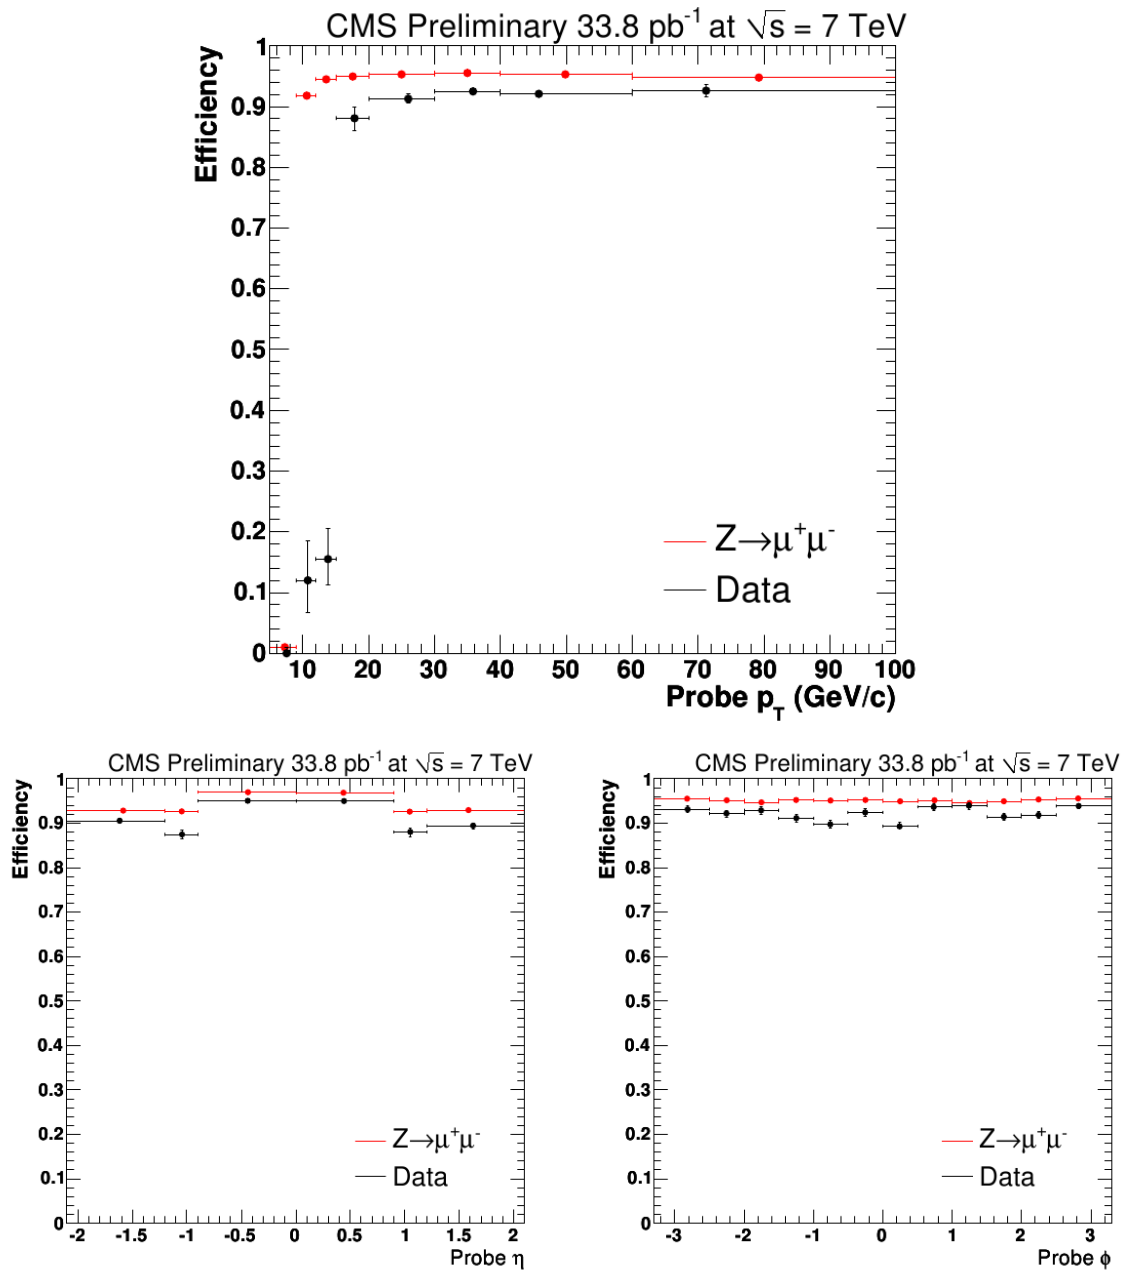 CMS Preliminary 33.8 pb⁻¹ at √s = 7 TeV
Efficiency
1
0.9
0.8
0.7
0.6
0.5
0.4
0.3
0.2
0.1
0
Z→μ⁺μ⁻
Data
10 20 30 40 50 60 70 80 90 100
Probe p_T (GeV/c)
CMS Preliminary 33.8 pb⁻¹ at √s = 7 TeV
Efficiency
1
0.9
0.8
0.7
0.6
0.5
0.4
0.3
0.2
0.1
0
Z→μ⁺μ⁻
Data
-2 -1.5 -1 -0.5 0 0.5 1 1.5 2
Probe η
CMS Preliminary 33.8 pb⁻¹ at √s = 7 TeV
Efficiency
1
0.9
0.8
0.7
0.6
0.5
0.4
0.3
0.2
0.1
0
Z→μ⁺μ⁻
Data
-3 -2 -1 0 1 2 3
Probe ϕ